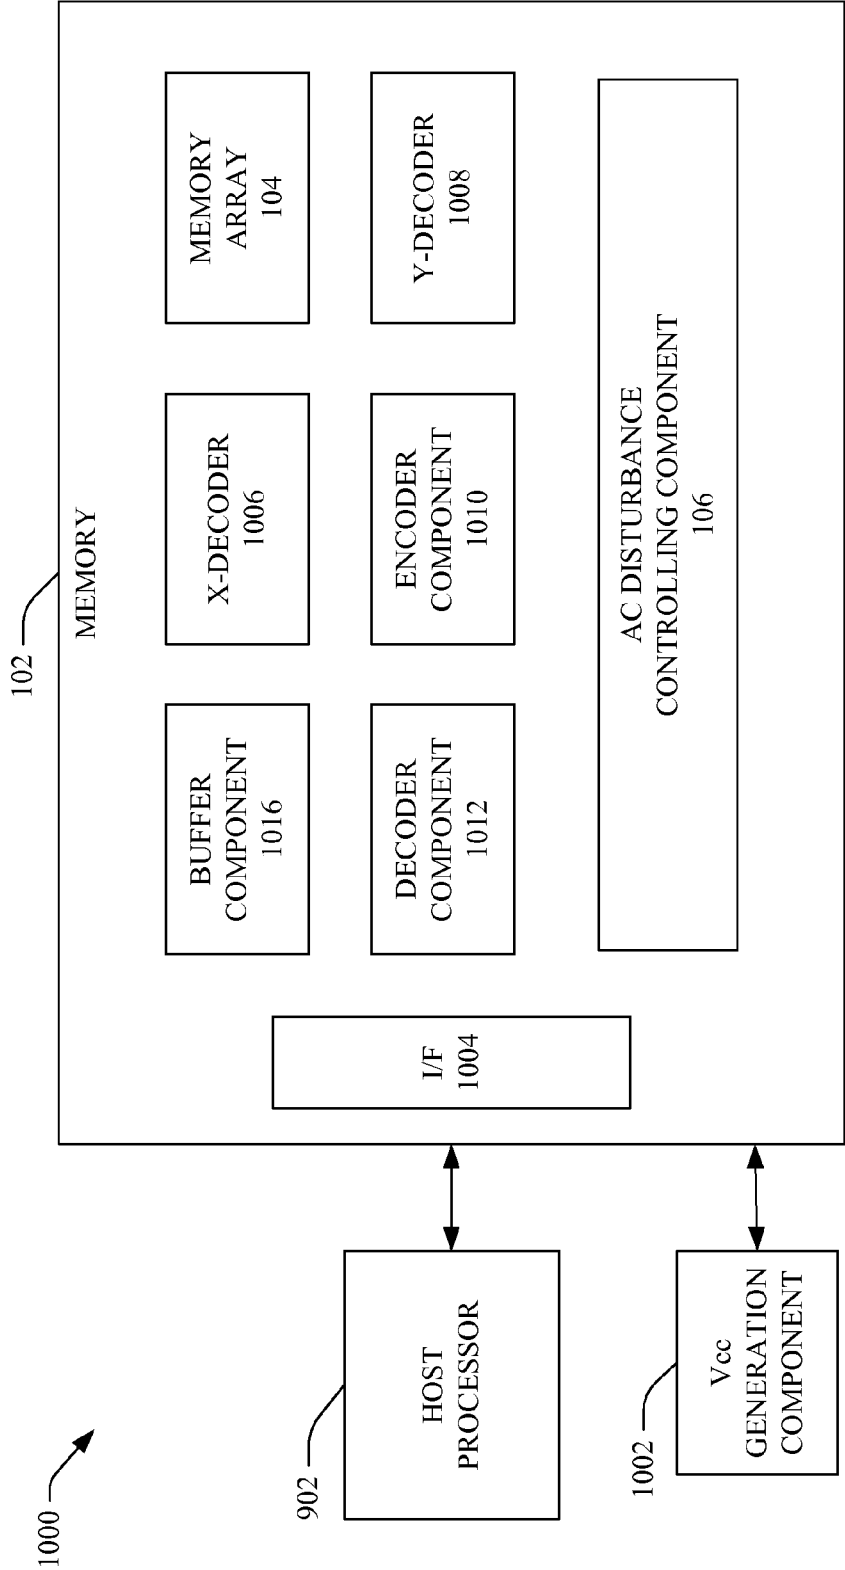 1000
102
MEMORY
BUFFER
COMPONENT
1016
X-DECODER
1006
MEMORY
ARRAY
104
HOST
PROCESSOR
902
I/F
1004
DECODER
COMPONENT
1012
ENCODER
COMPONENT
1010
Y-DECODER
1008
Vcc
GENERATION
COMPONENT
1002
AC DISTURBANCE
CONTROLLING COMPONENT
106